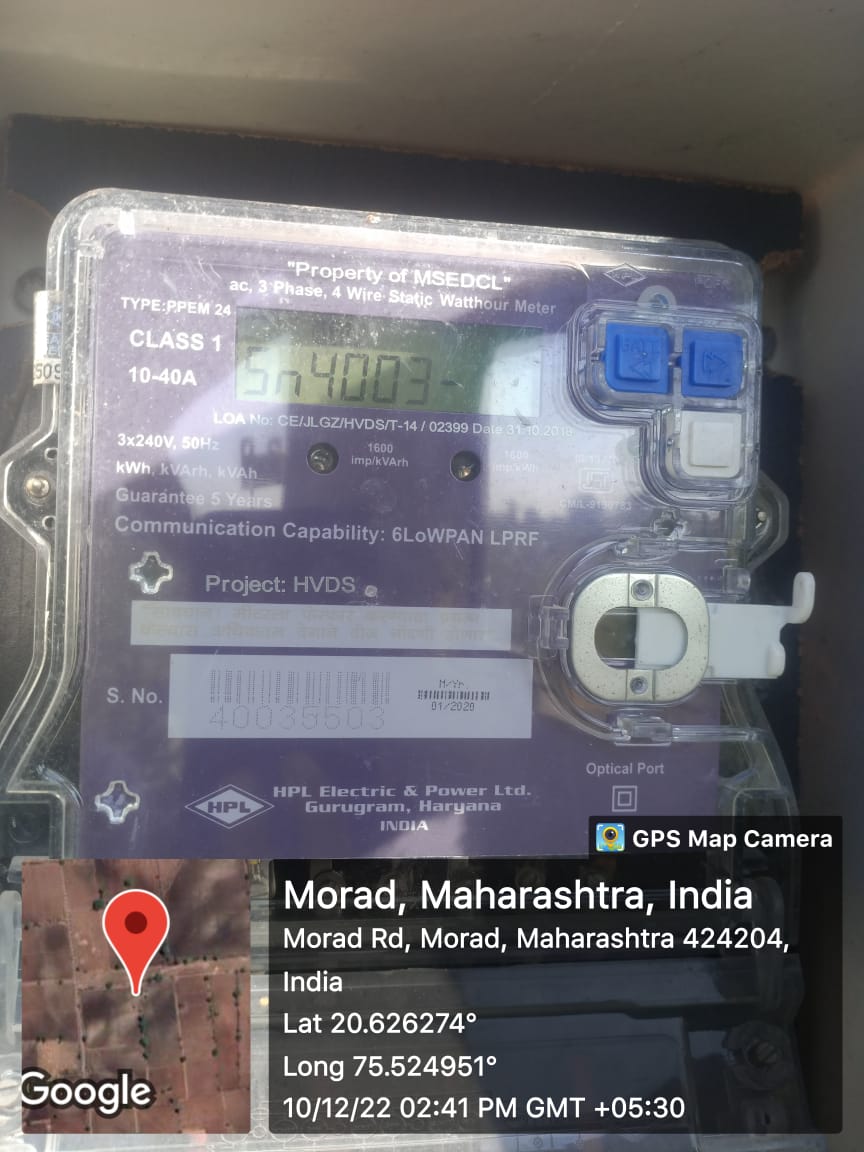 "Property of MSEDCL"
ac, 3 Phase, 4 Wire Static Watthour Meter
TYPE:PPEM 24
CLASS 1
10-40A
Sn4003-
BATT
LOA No: CE/JLGZ/HVDS/T-14 / 02399 Date 31.10.2018
3x240V, 50Hz
1600
imp/kVArh
1600
imp/kWh
kWh, kVArh, kVAh
Guarantee 5 Years
Communication Capability: 6LoWPAN LPRF
Project: HVDS
S. No.
40035503
M/YR.
01/2020
HPL
HPL Electric & Power Ltd.
Gurugram, Haryana
INDIA
Optical Port
GPS Map Camera
Morad, Maharashtra, India
Morad Rd, Morad, Maharashtra 424204,
India
Lat 20.626274°
Long 75.524951°
10/12/22 02:41 PM GMT +05:30
Google